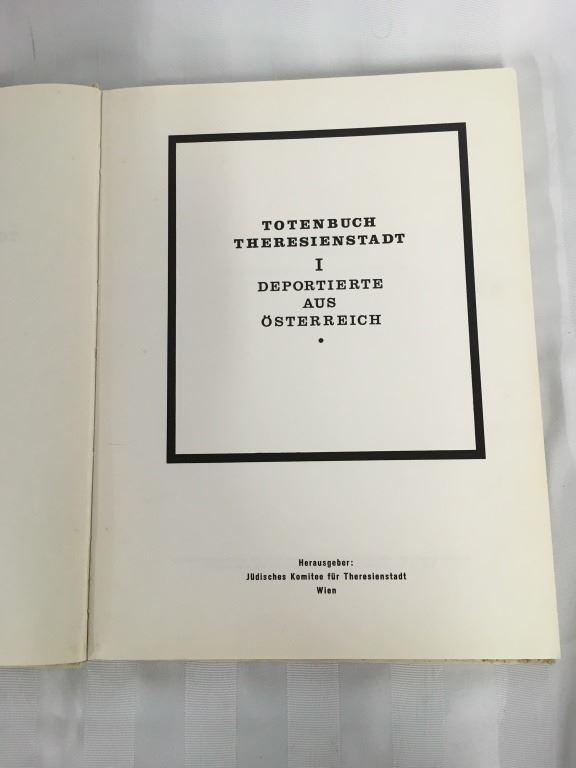 TOTENBUCH
THERESIENSTADT
I
DEPORTIERTE
AUS
ÖSTERREICH
•
Herausgeber:
Jüdisches Komitee für Theresienstadt
Wien